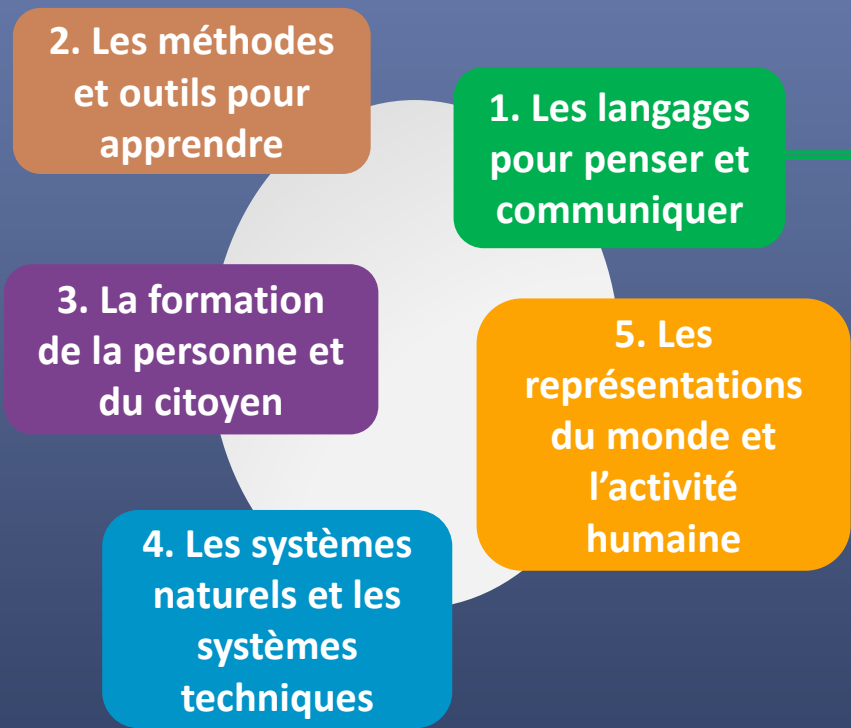 2. Les méthodes
et outils pour
apprendre
1. Les langages
pour penser et
communiquer
3. La formation
de la personne et
du citoyen
5. Les
représentations
du monde et
l’activité
humaine
4. Les systèmes
naturels et les
systèmes
techniques